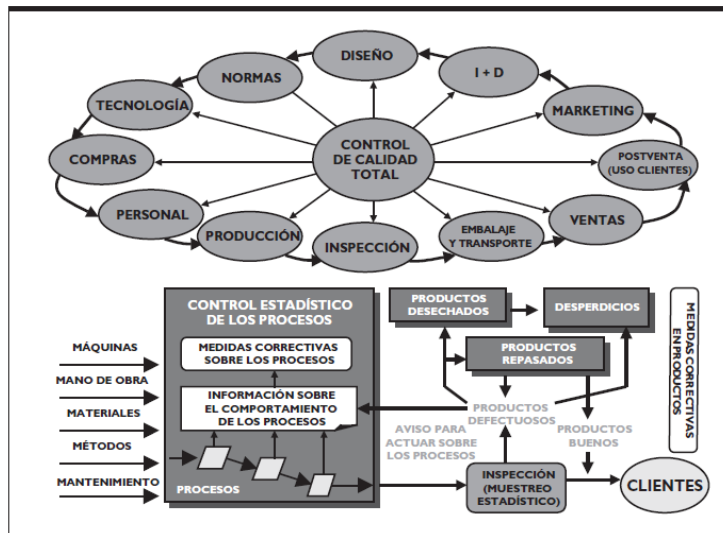 DISEÑO
NORMAS
I + D
TECNOLOGÍA
MARKETING
CONTROL
DE CALIDAD
TOTAL
COMPRAS
POSTVENTA
(USO CLIENTES)
PERSONAL
VENTAS
PRODUCCIÓN
EMBALAJE
Y TRANSPORTE
INSPECCIÓN
CONTROL ESTADÍSTICO
DE LOS PROCESOS
MEDIDAS CORRECTIVAS
SOBRE LOS PROCESOS
INFORMACIÓN SOBRE
EL COMPORTAMIENTO
DE LOS PROCESOS
PROCESOS
MÁQUINAS
MANO DE OBRA
MATERIALES
MÉTODOS
MANTENIMIENTO
PRODUCTOS
DESECHADOS
DESPERDICIOS
PRODUCTOS
REPASADOS
PRODUCTOS
DEFECTUOSOS
AVISO PARA
ACTUAR SOBRE
LOS PROCESOS
PRODUCTOS
BUENOS
INSPECCIÓN
(MUESTREO
ESTADÍSTICO)
CLIENTES
MEDIDAS CORRECTIVAS
EN PRODUCTOS